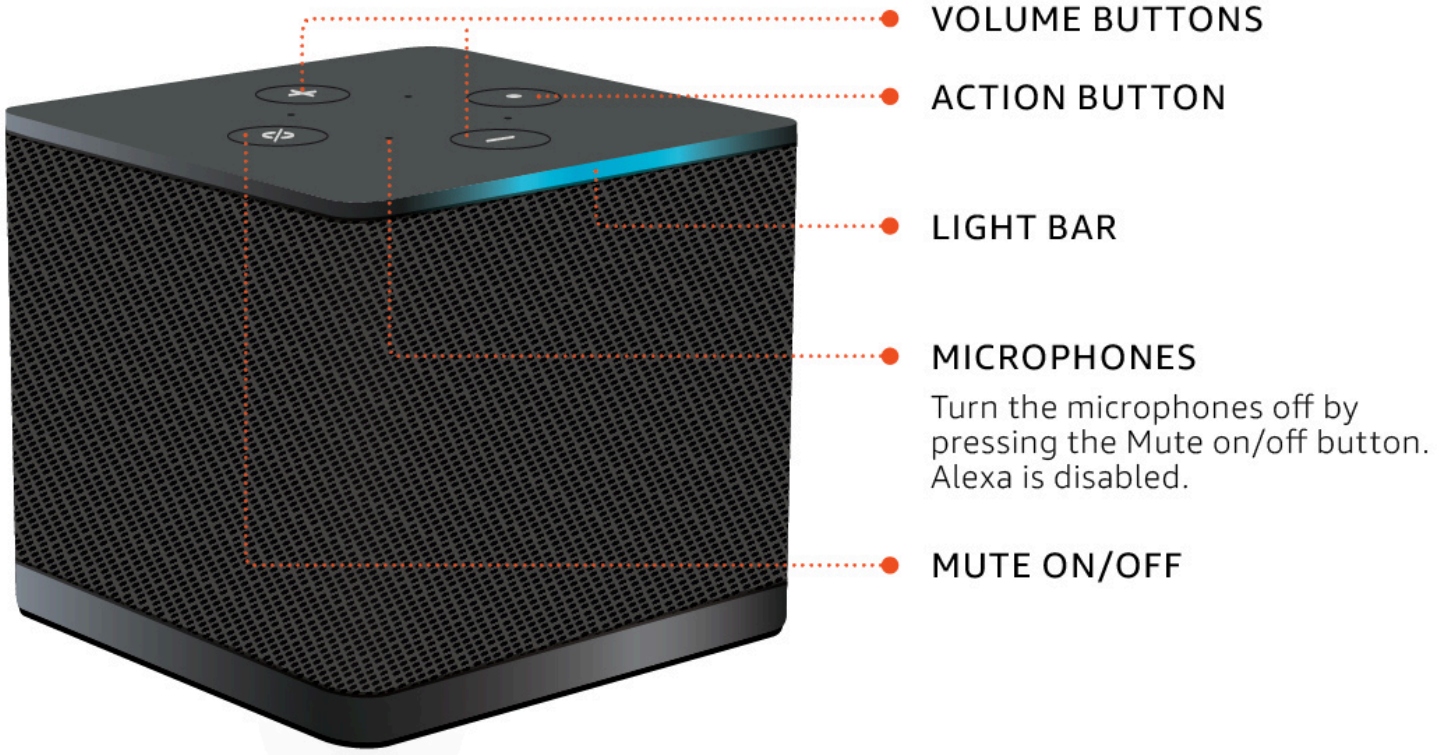 VOLUME BUTTONS
ACTION BUTTON
LIGHT BAR
MICROPHONES
Turn the microphones off by
pressing the Mute on/off button.
Alexa is disabled.
MUTE ON/OFF